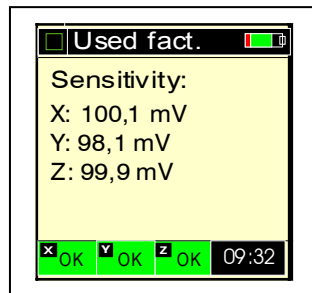 Used fact.
Sensitivity:
X: 100,1 mV
Y: 98,1 mV
Z: 99,9 mV
X OK Y OK Z OK 09:32